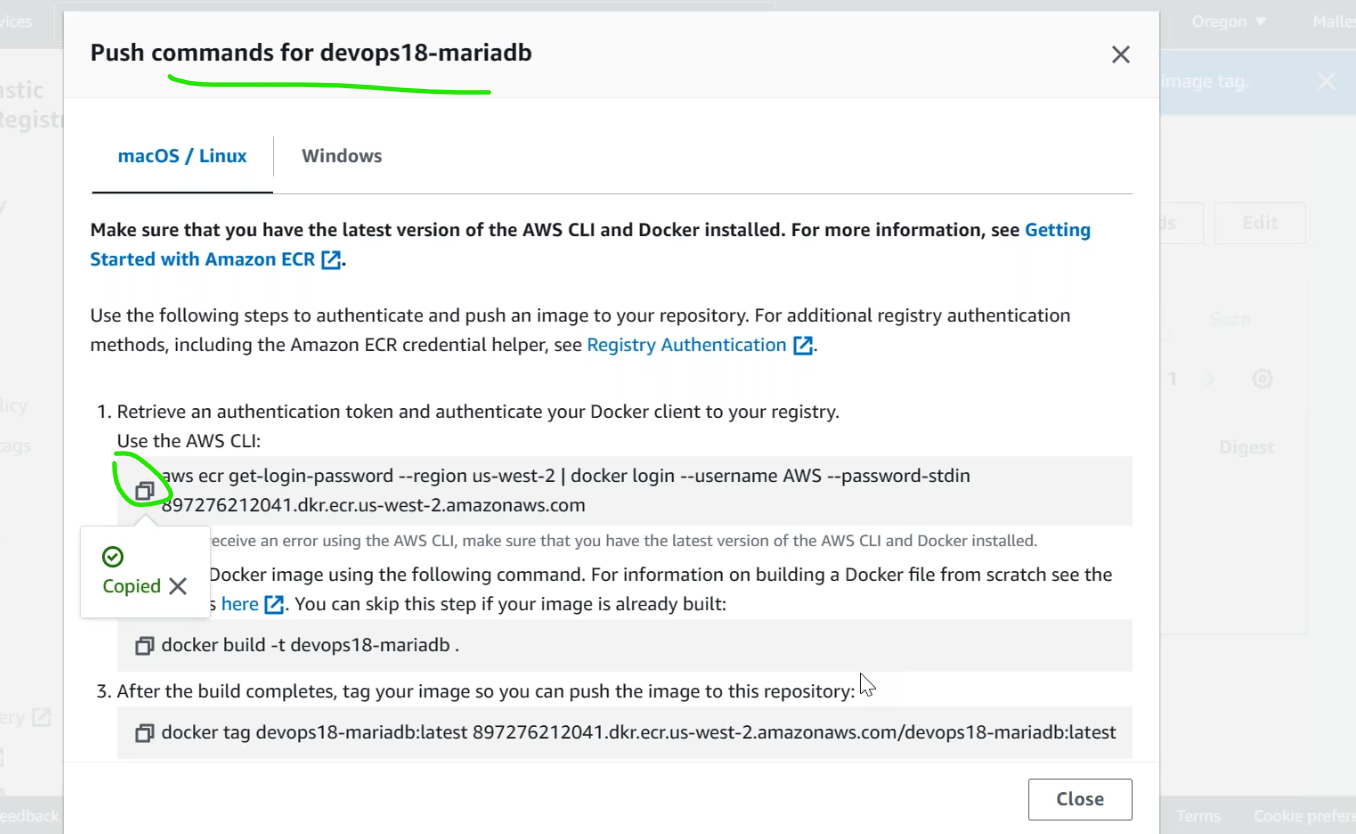 vices
Oregon ▼
Malles
Push commands for devops18-mariadb
image tag.
astic
Registr
macOS / Linux
Windows
ds
Edit
Make sure that you have the latest version of the AWS CLI and Docker installed. For more information, see Getting
Started with Amazon ECR.
Use the following steps to authenticate and push an image to your repository. For additional registry authentication
methods, including the Amazon ECR credential helper, see Registry Authentication.
Scan
1
licy
tags
Digest
1. Retrieve an authentication token and authenticate your Docker client to your registry.
Use the AWS CLI:
aws ecr get-login-password --region us-west-2 | docker login --username AWS --password-stdin
897276212041.dkr.ecr.us-west-2.amazonaws.com
receive an error using the AWS CLI, make sure that you have the latest version of the AWS CLI and Docker installed.
Copied
Docker image using the following command. For information on building a Docker file from scratch see the
s here. You can skip this step if your image is already built:
docker build -t devops18-mariadb .
3. After the build completes, tag your image so you can push the image to this repository:
docker tag devops18-mariadb:latest 897276212041.dkr.ecr.us-west-2.amazonaws.com/devops18-mariadb:latest
ery
Close
eedback
Terms
Cookie prefere